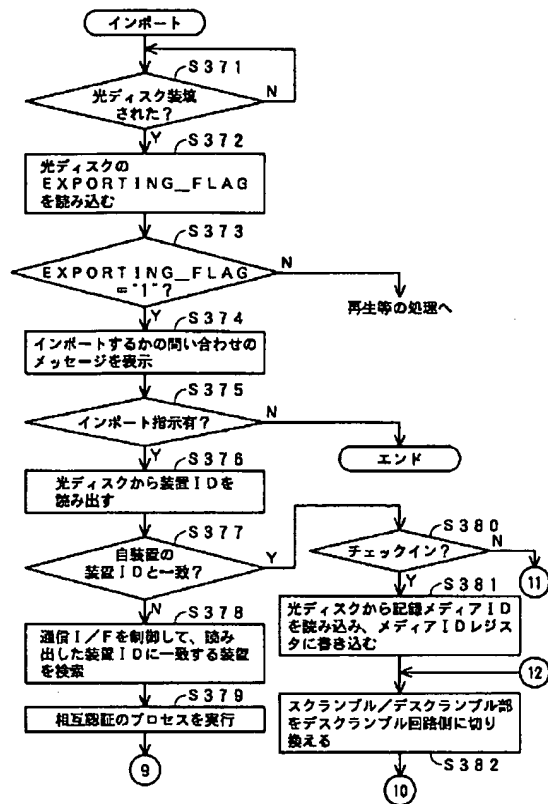 インポート
S371
光ディスク装填
された？
N
Y
S372
光ディスクの
EXPORTING_FLAG
を読み込む
S373
EXPORTING_FLAG
="1"？
N
再生等の処理へ
Y
S374
インポートするかの問い合わせの
メッセージを表示
S375
インポート指示有？
N
エンド
Y
S376
光ディスクから装置IDを
読み出す
S377
自装置の
装置IDと一致？
Y
N
S378
通信I／Fを制御して、読み
出した装置IDに一致する装置
を検索
S379
相互認証のプロセスを実行
9
S380
チェックイン？
N
11
Y
S381
光ディスクから記録メディアID
を読み込み、メディアIDレジス
タに書き込む
12
スクランブル／デスクランブル部
をデスクランブル回路側に切り
換える
S382
10